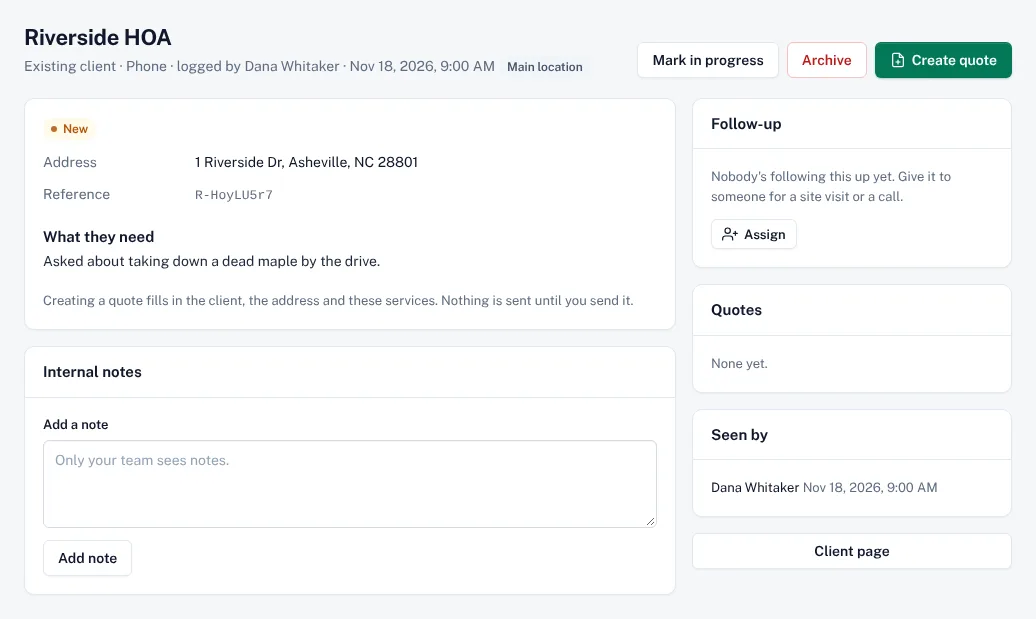 Riverside HOA
Existing client · Phone · logged by Dana Whitaker · Nov 18, 2026, 9:00 AM Main location
Mark in progress
Archive
Create quote
New
Address 1 Riverside Dr, Asheville, NC 28801
Reference R-HoyLU5r7
What they need
Asked about taking down a dead maple by the drive.
Creating a quote fills in the client, the address and these services. Nothing is sent until you send it.
Internal notes
Add a note
Only your team sees notes.
Add note
Follow-up
Nobody's following this up yet. Give it to
someone for a site visit or a call.
Assign
Quotes
None yet.
Seen by
Dana Whitaker Nov 18, 2026, 9:00 AM
Client page